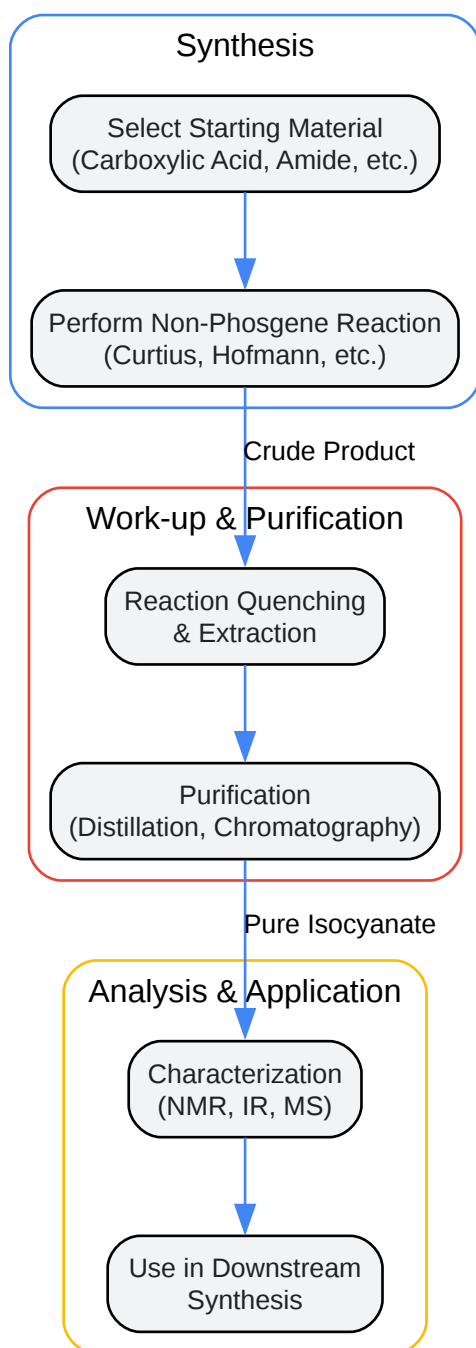 Synthesis
Select Starting Material
(Carboxylic Acid, Amide, etc.)
Perform Non-Phosgene Reaction
(Curtius, Hofmann, etc.)
Crude Product
Work-up & Purification
Reaction Quenching
& Extraction
Purification
(Distillation, Chromatography)
Pure Isocyanate
Analysis & Application
Characterization
(NMR, IR, MS)
Use in Downstream
Synthesis